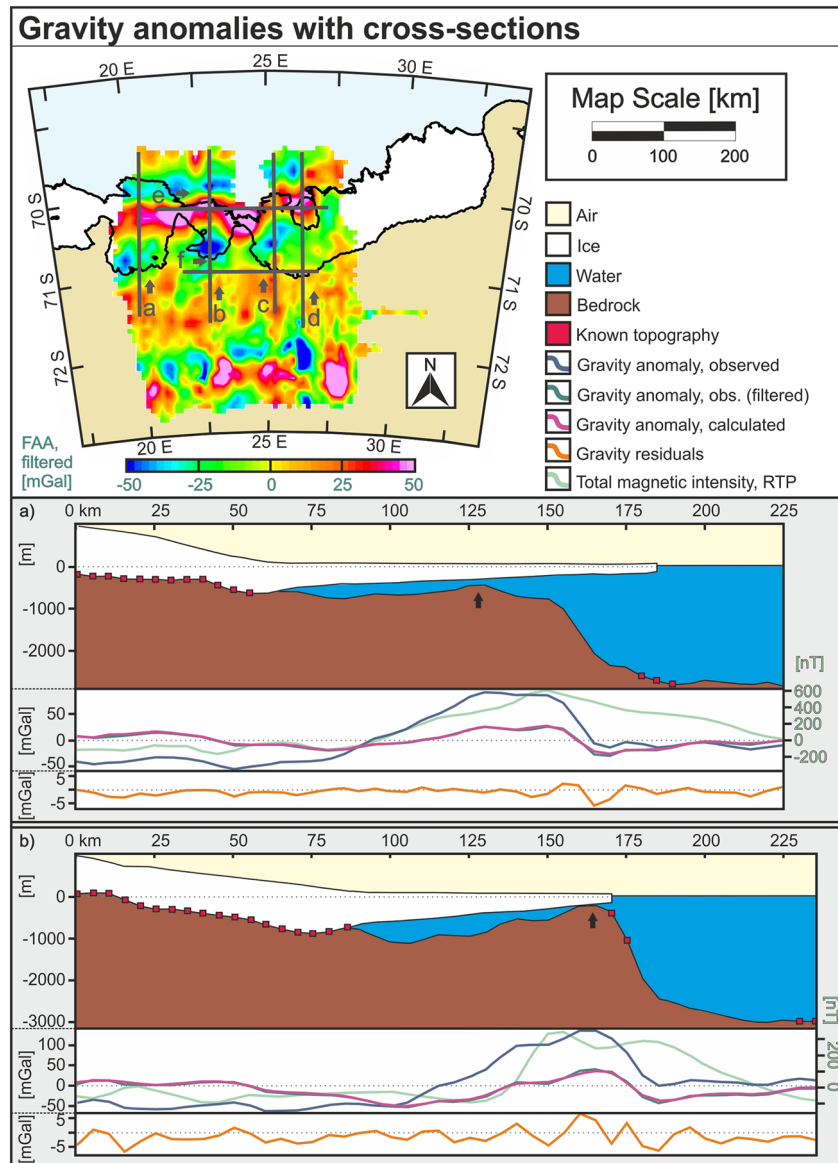 Gravity anomalies with cross-sections
20 E 25 E 30 E
Map Scale [km]
0 100 200
70 S 70 S
71 S 71 S
72 S 72 S
e
f
a b c d
N
20 E 25 E 30 E
FAA,
filtered
[mGal]
-50 -25 0 25 50
Air
Ice
Water
Bedrock
Known topography
Gravity anomaly, observed
Gravity anomaly, obs. (filtered)
Gravity anomaly, calculated
Gravity residuals
Total magnetic intensity, RTP
a) 0 km 25 50 75 100 125 150 175 200 225
[m]
0
-1000
-2000
[nT]
[mGal]
50
0
-50
600
400
200
0
-200
[mGal]
5
-5
b) 0 km 25 50 75 100 125 150 175 200 225
[m]
0
-1000
-2000
-3000
[nT]
[mGal]
100
50
0
-50
200
0
[mGal]
5
-5